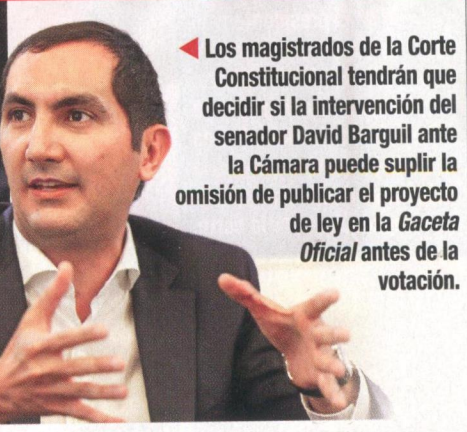 Los magistrados de la Corte
Constitucional tendrán que
decidir si la intervención del
senador David Barguil ante
la Cámara puede suplir la
omisión de publicar el proyecto
de ley en la Gaceta
Oficial antes de la
votación.